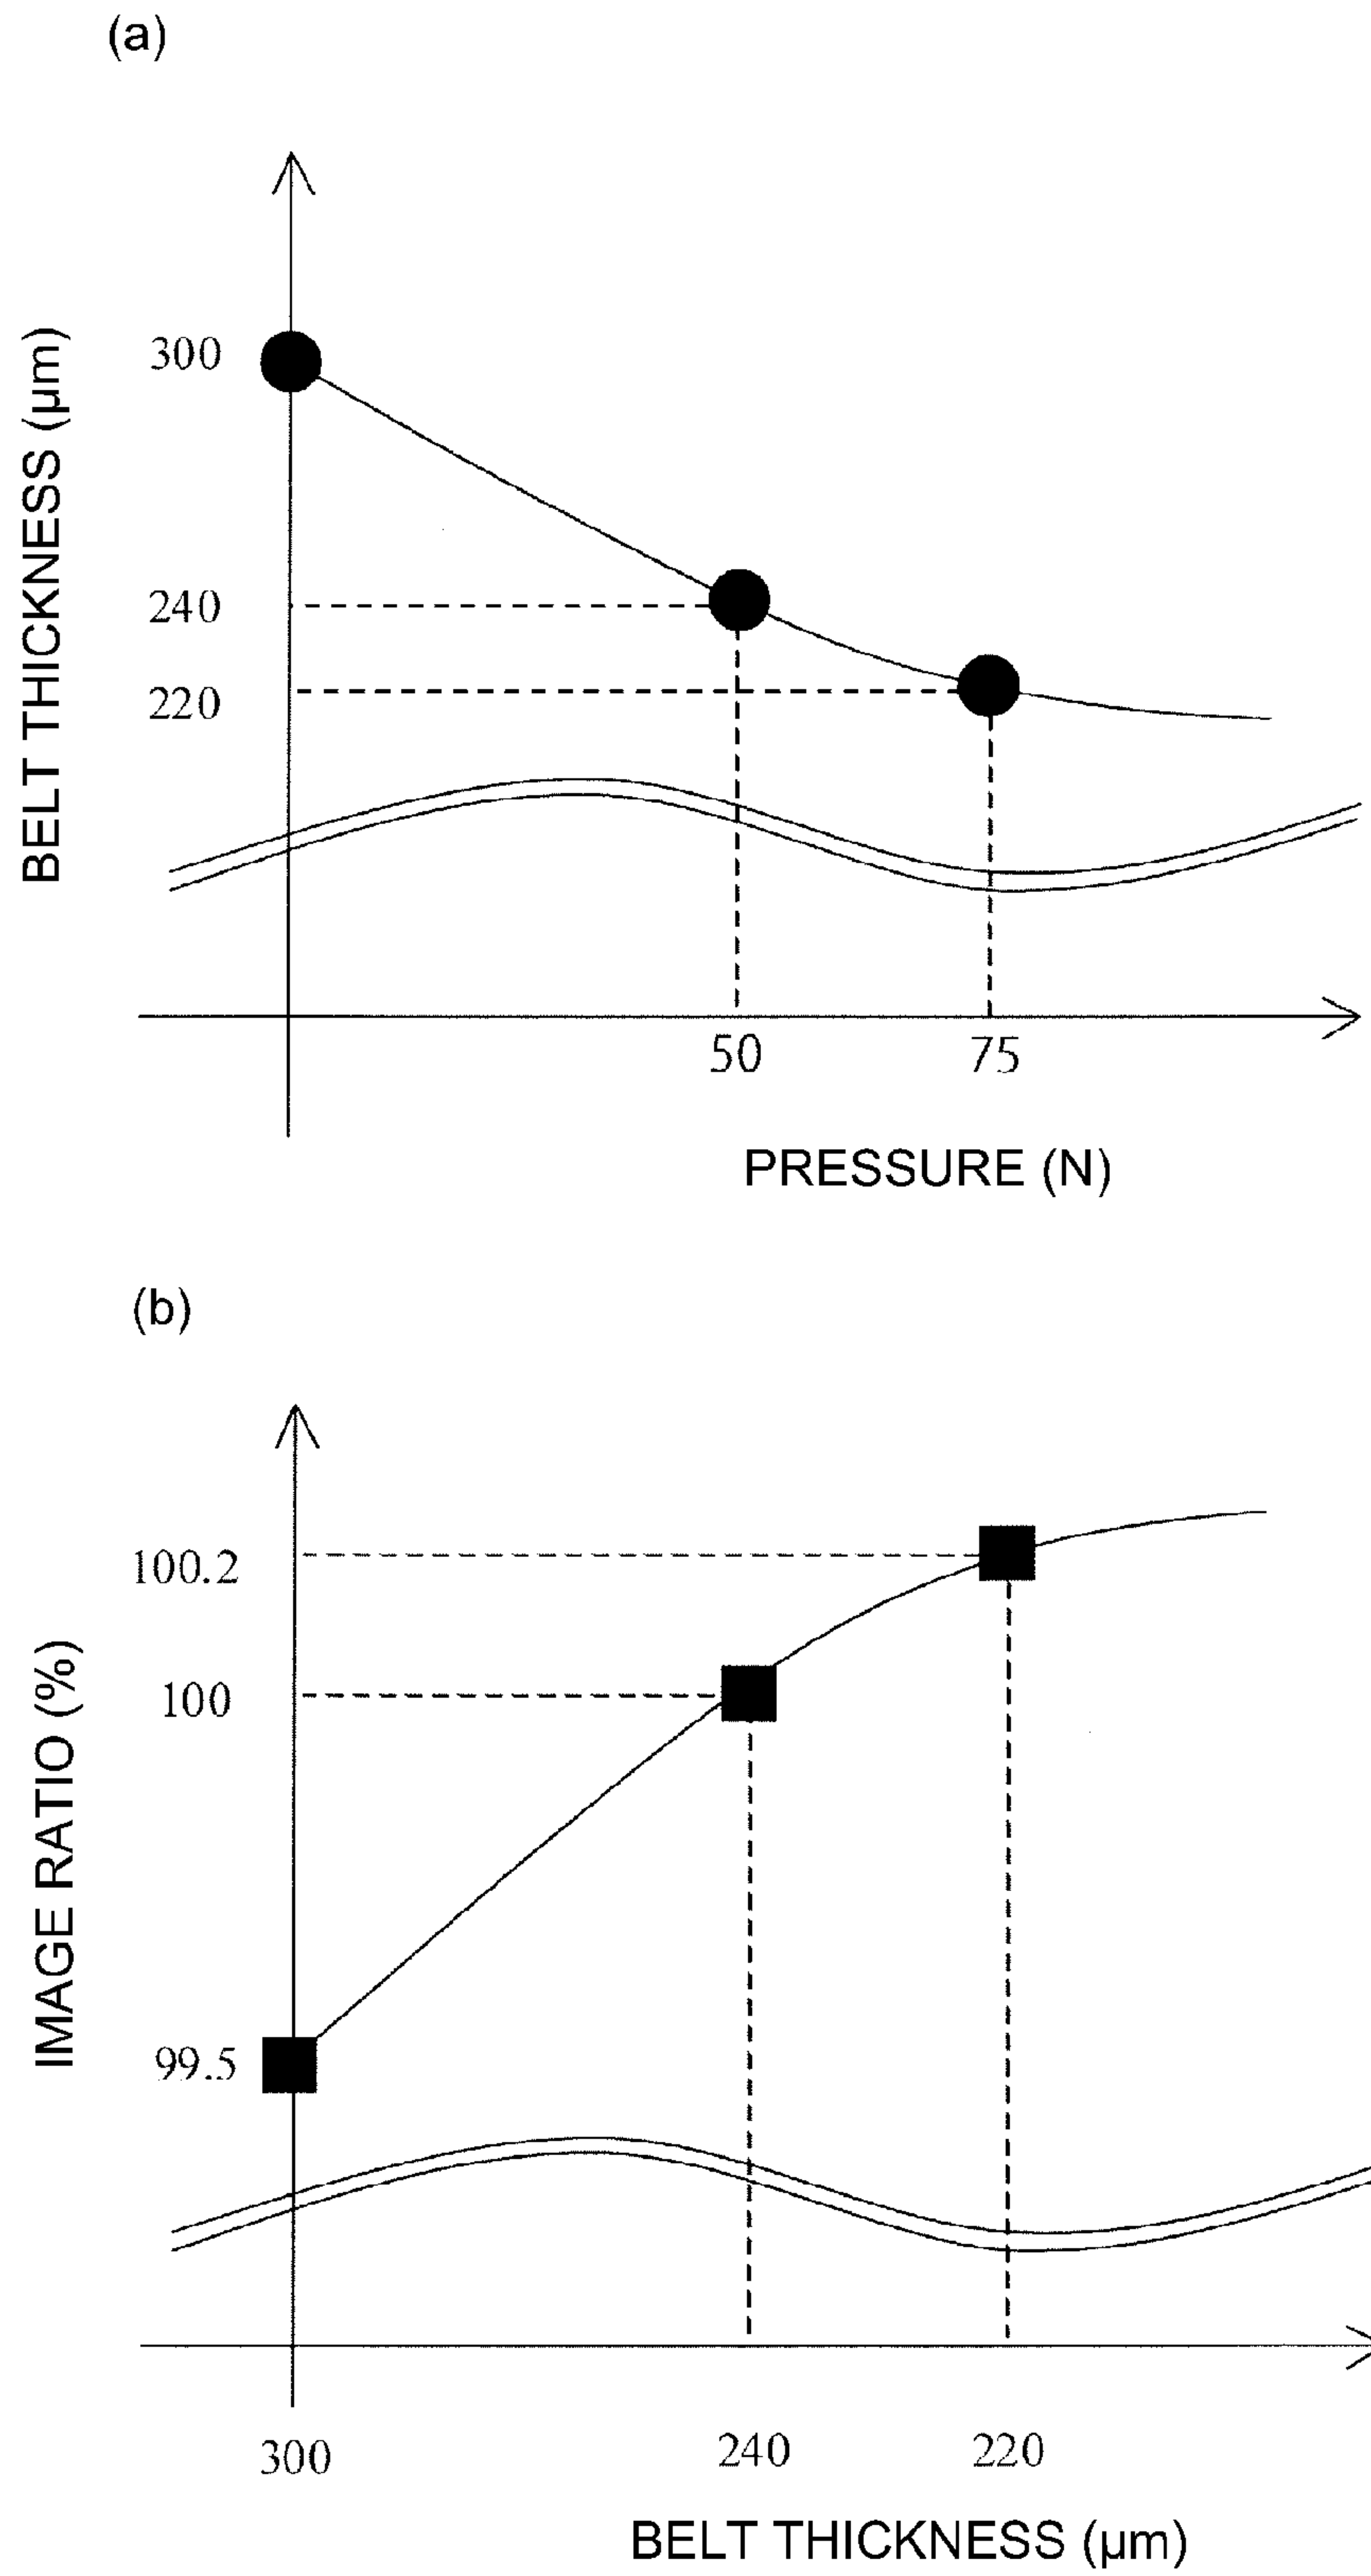 (a)
BELT THICKNESS (µm)
300
240
220
50 75
PRESSURE (N)
(b)
IMAGE RATIO (%)
100.2
100
99.5
300 240 220
BELT THICKNESS (µm)